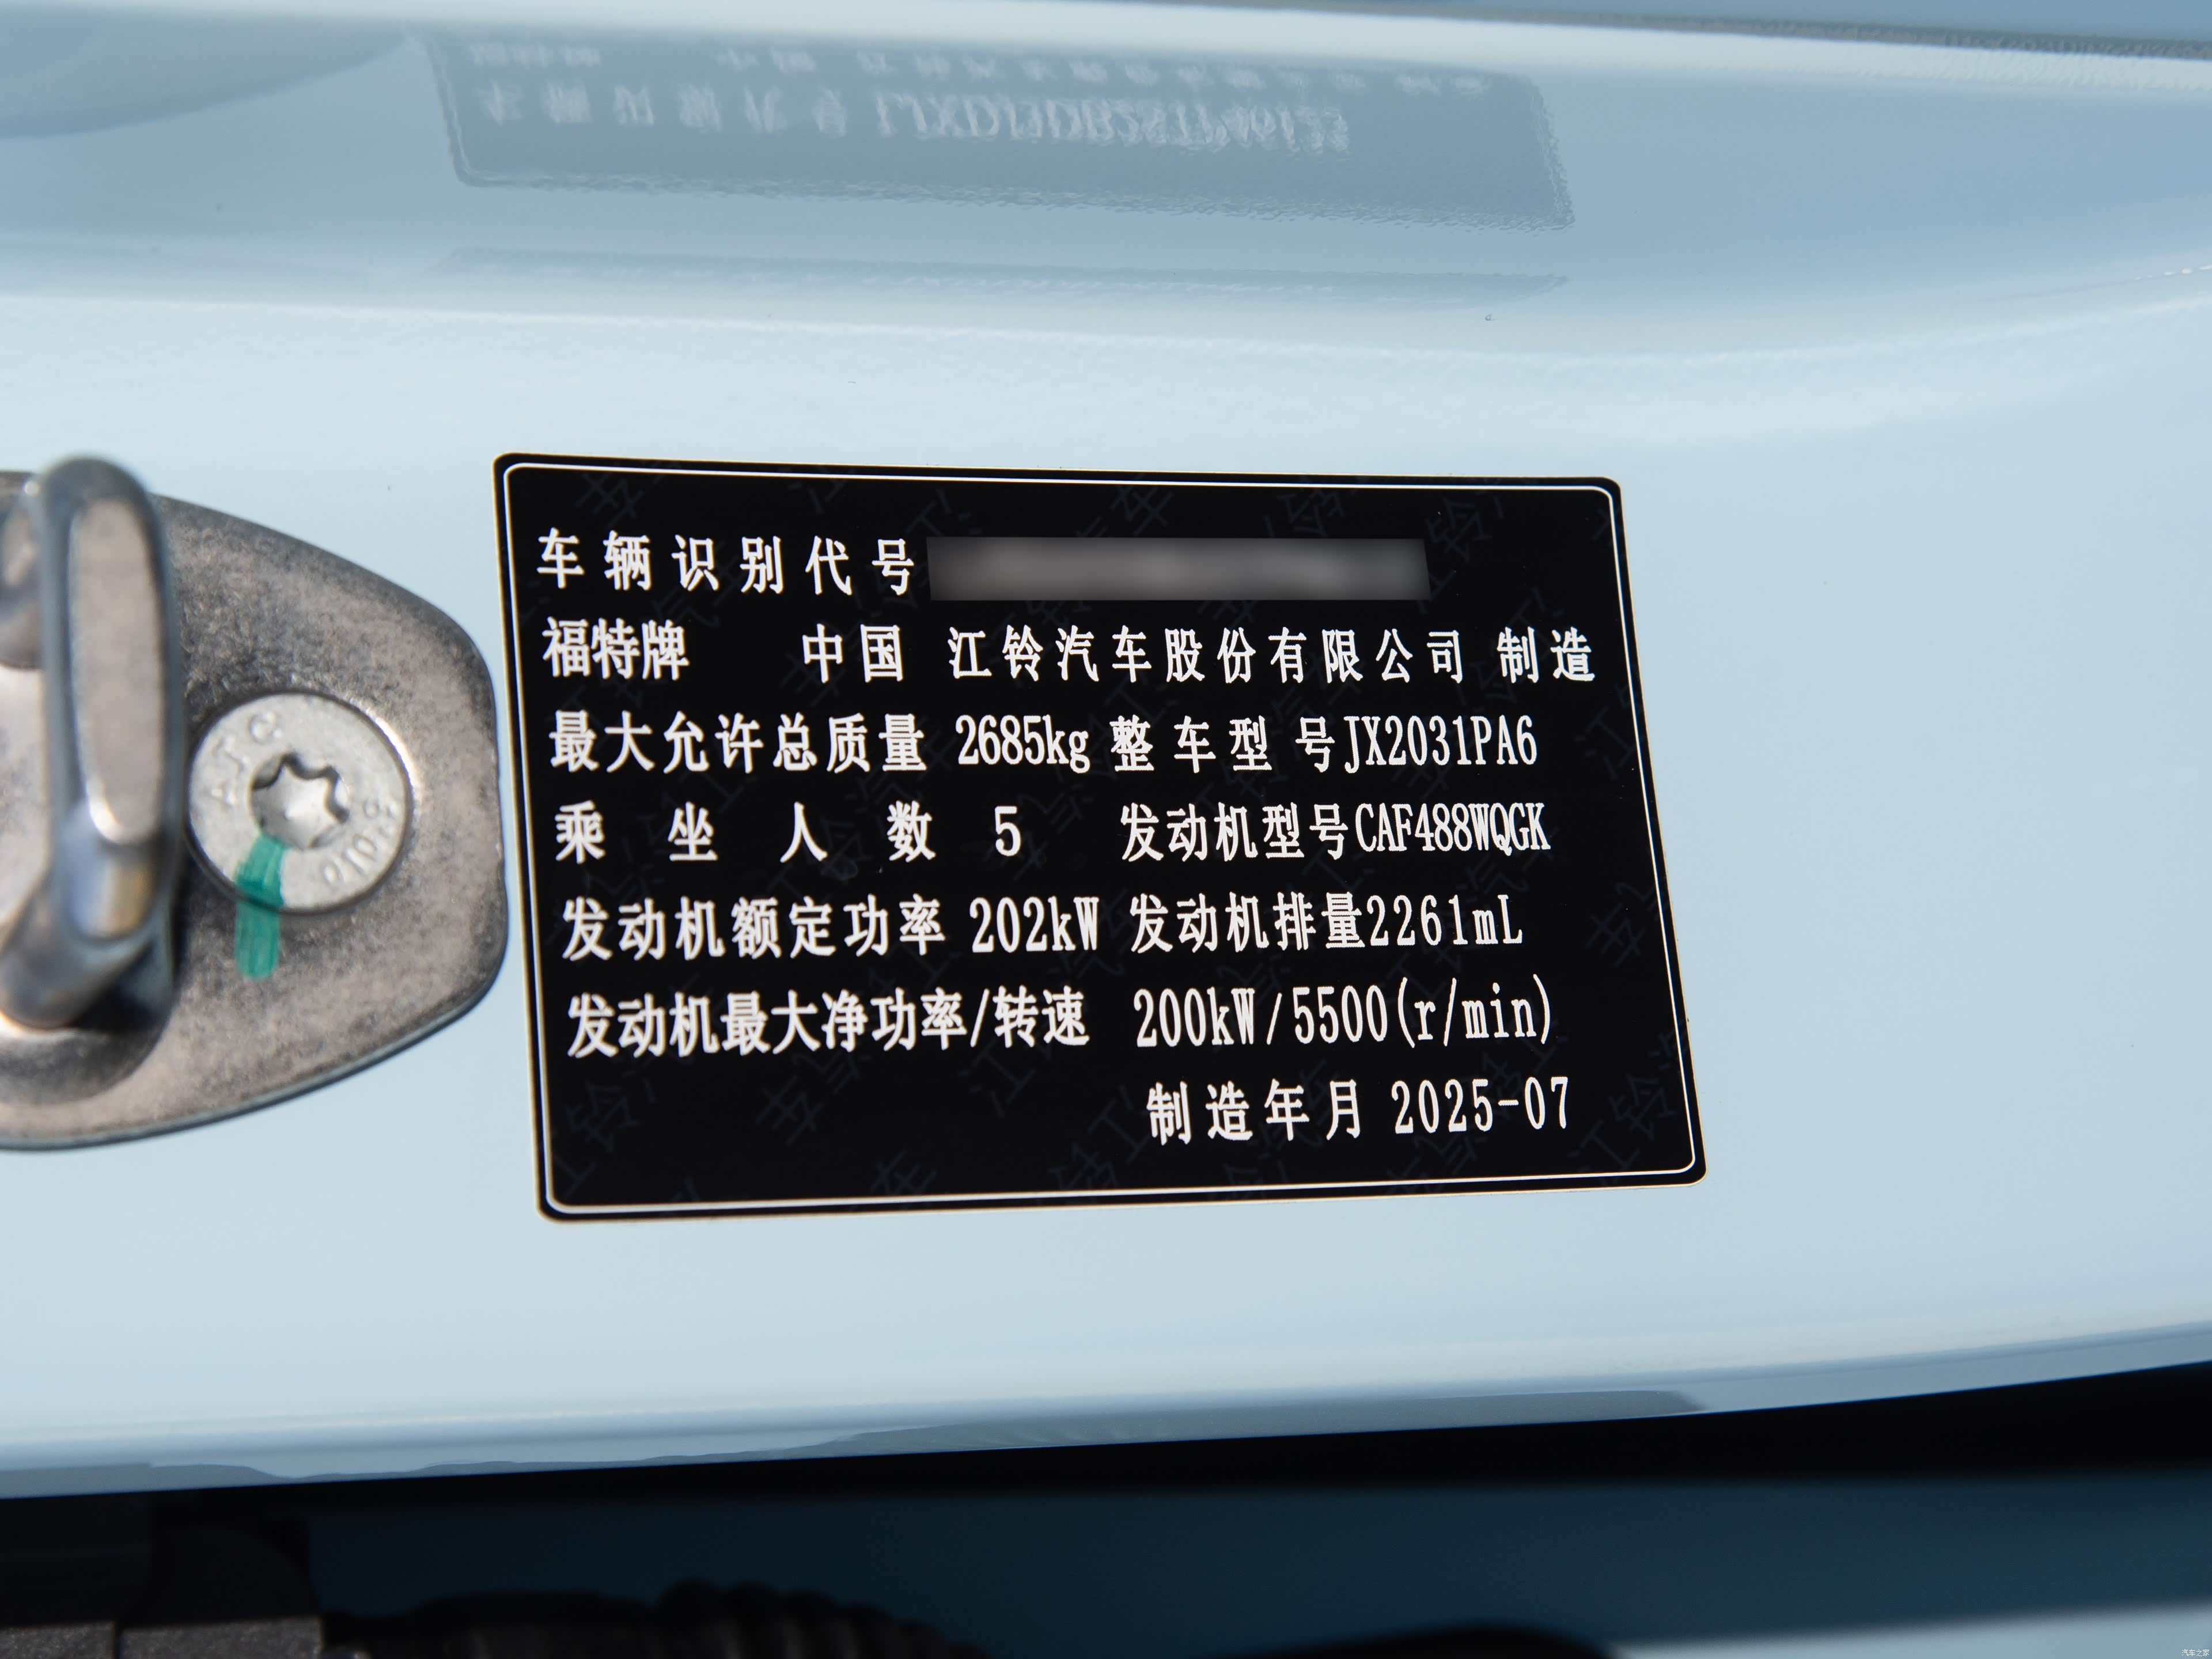 车辆识别代号
福特牌 中国 江铃汽车股份有限公司 制造
最大允许总质量 2685kg 整车型号JX2031PA6
乘坐人数 5 发动机型号CAF488WQGK
发动机额定功率 202kW 发动机排量2261mL
发动机最大净功率/转速 200kW/5500(r/min)
制造年月 2025-07
汽车之家